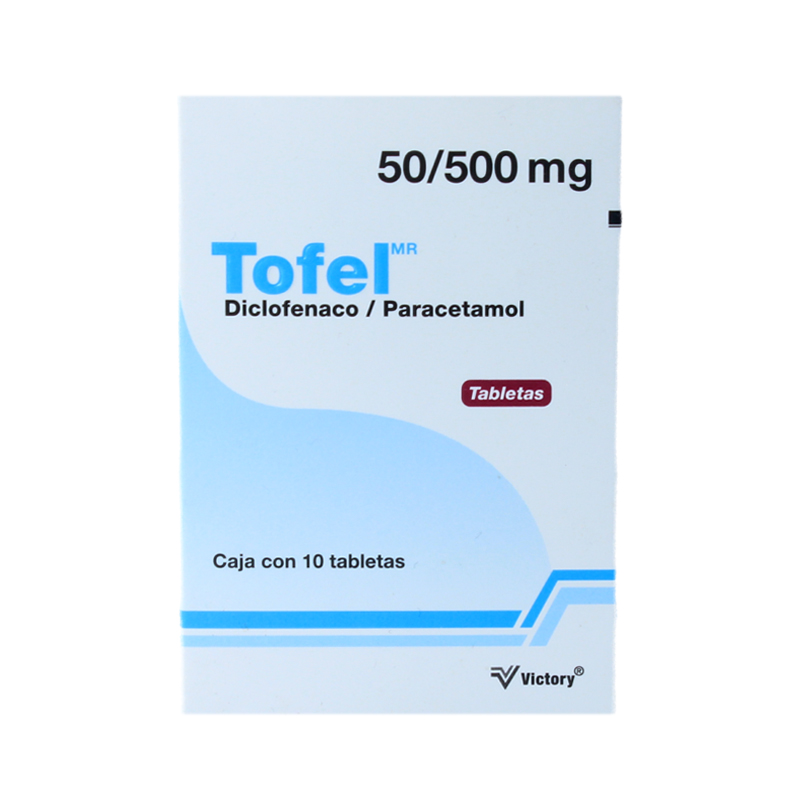 50/500 mg
Tofel MR
Diclofenaco / Paracetamol
Tabletas
Caja con 10 tabletas
Victory®